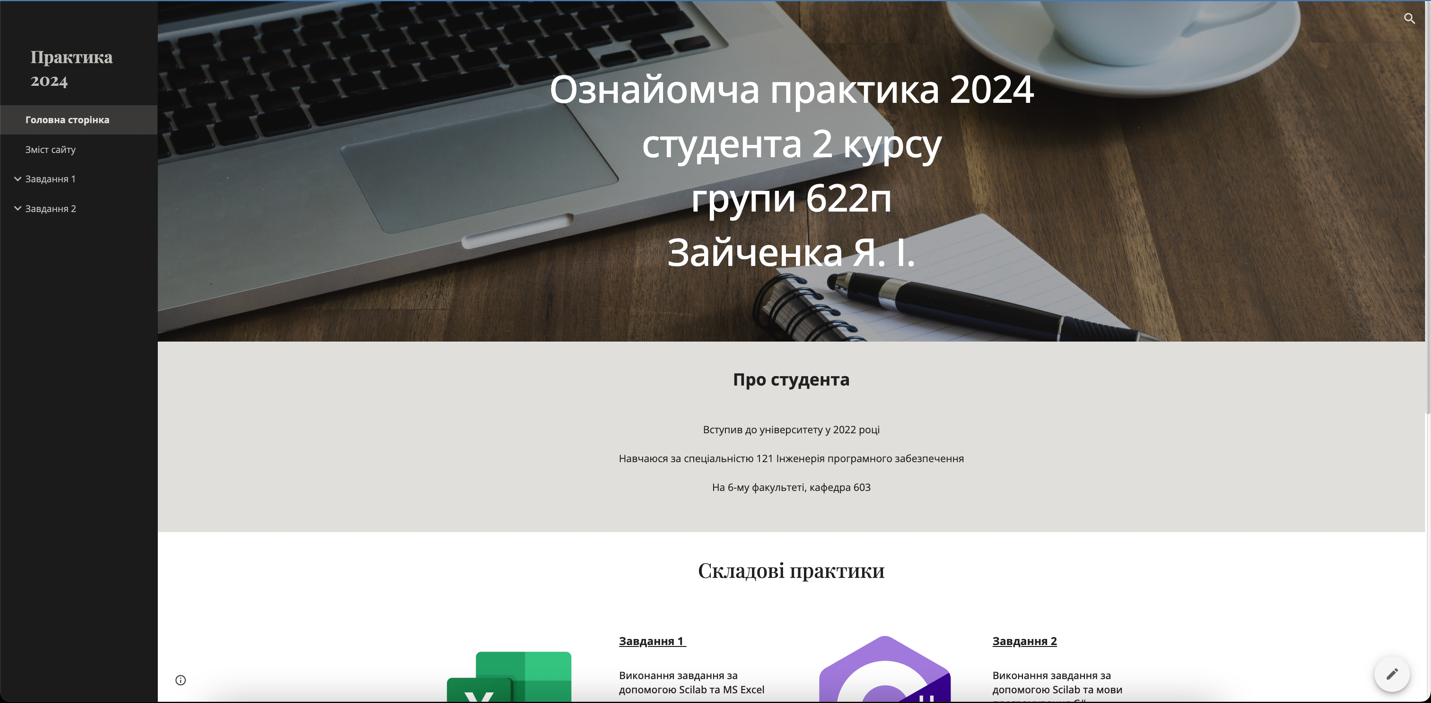 Практика
2024
Головна сторінка
Зміст сайту
Завдання 1
Завдання 2
Ознайомча практика 2024
студента 2 курсу
групи 622п
Зайченка Я. І.
Про студента
Вступив до університету у 2022 році
Навчаюся за спеціальністю 121 Інженерія програмного забезпечення
На 6-му факультеті, кафедра 603
Складові практики
Завдання 1
Виконання завдання за
допомогою Scilab та MS Excel
Завдання 2
Виконання завдання за
допомогою Scilab та мови